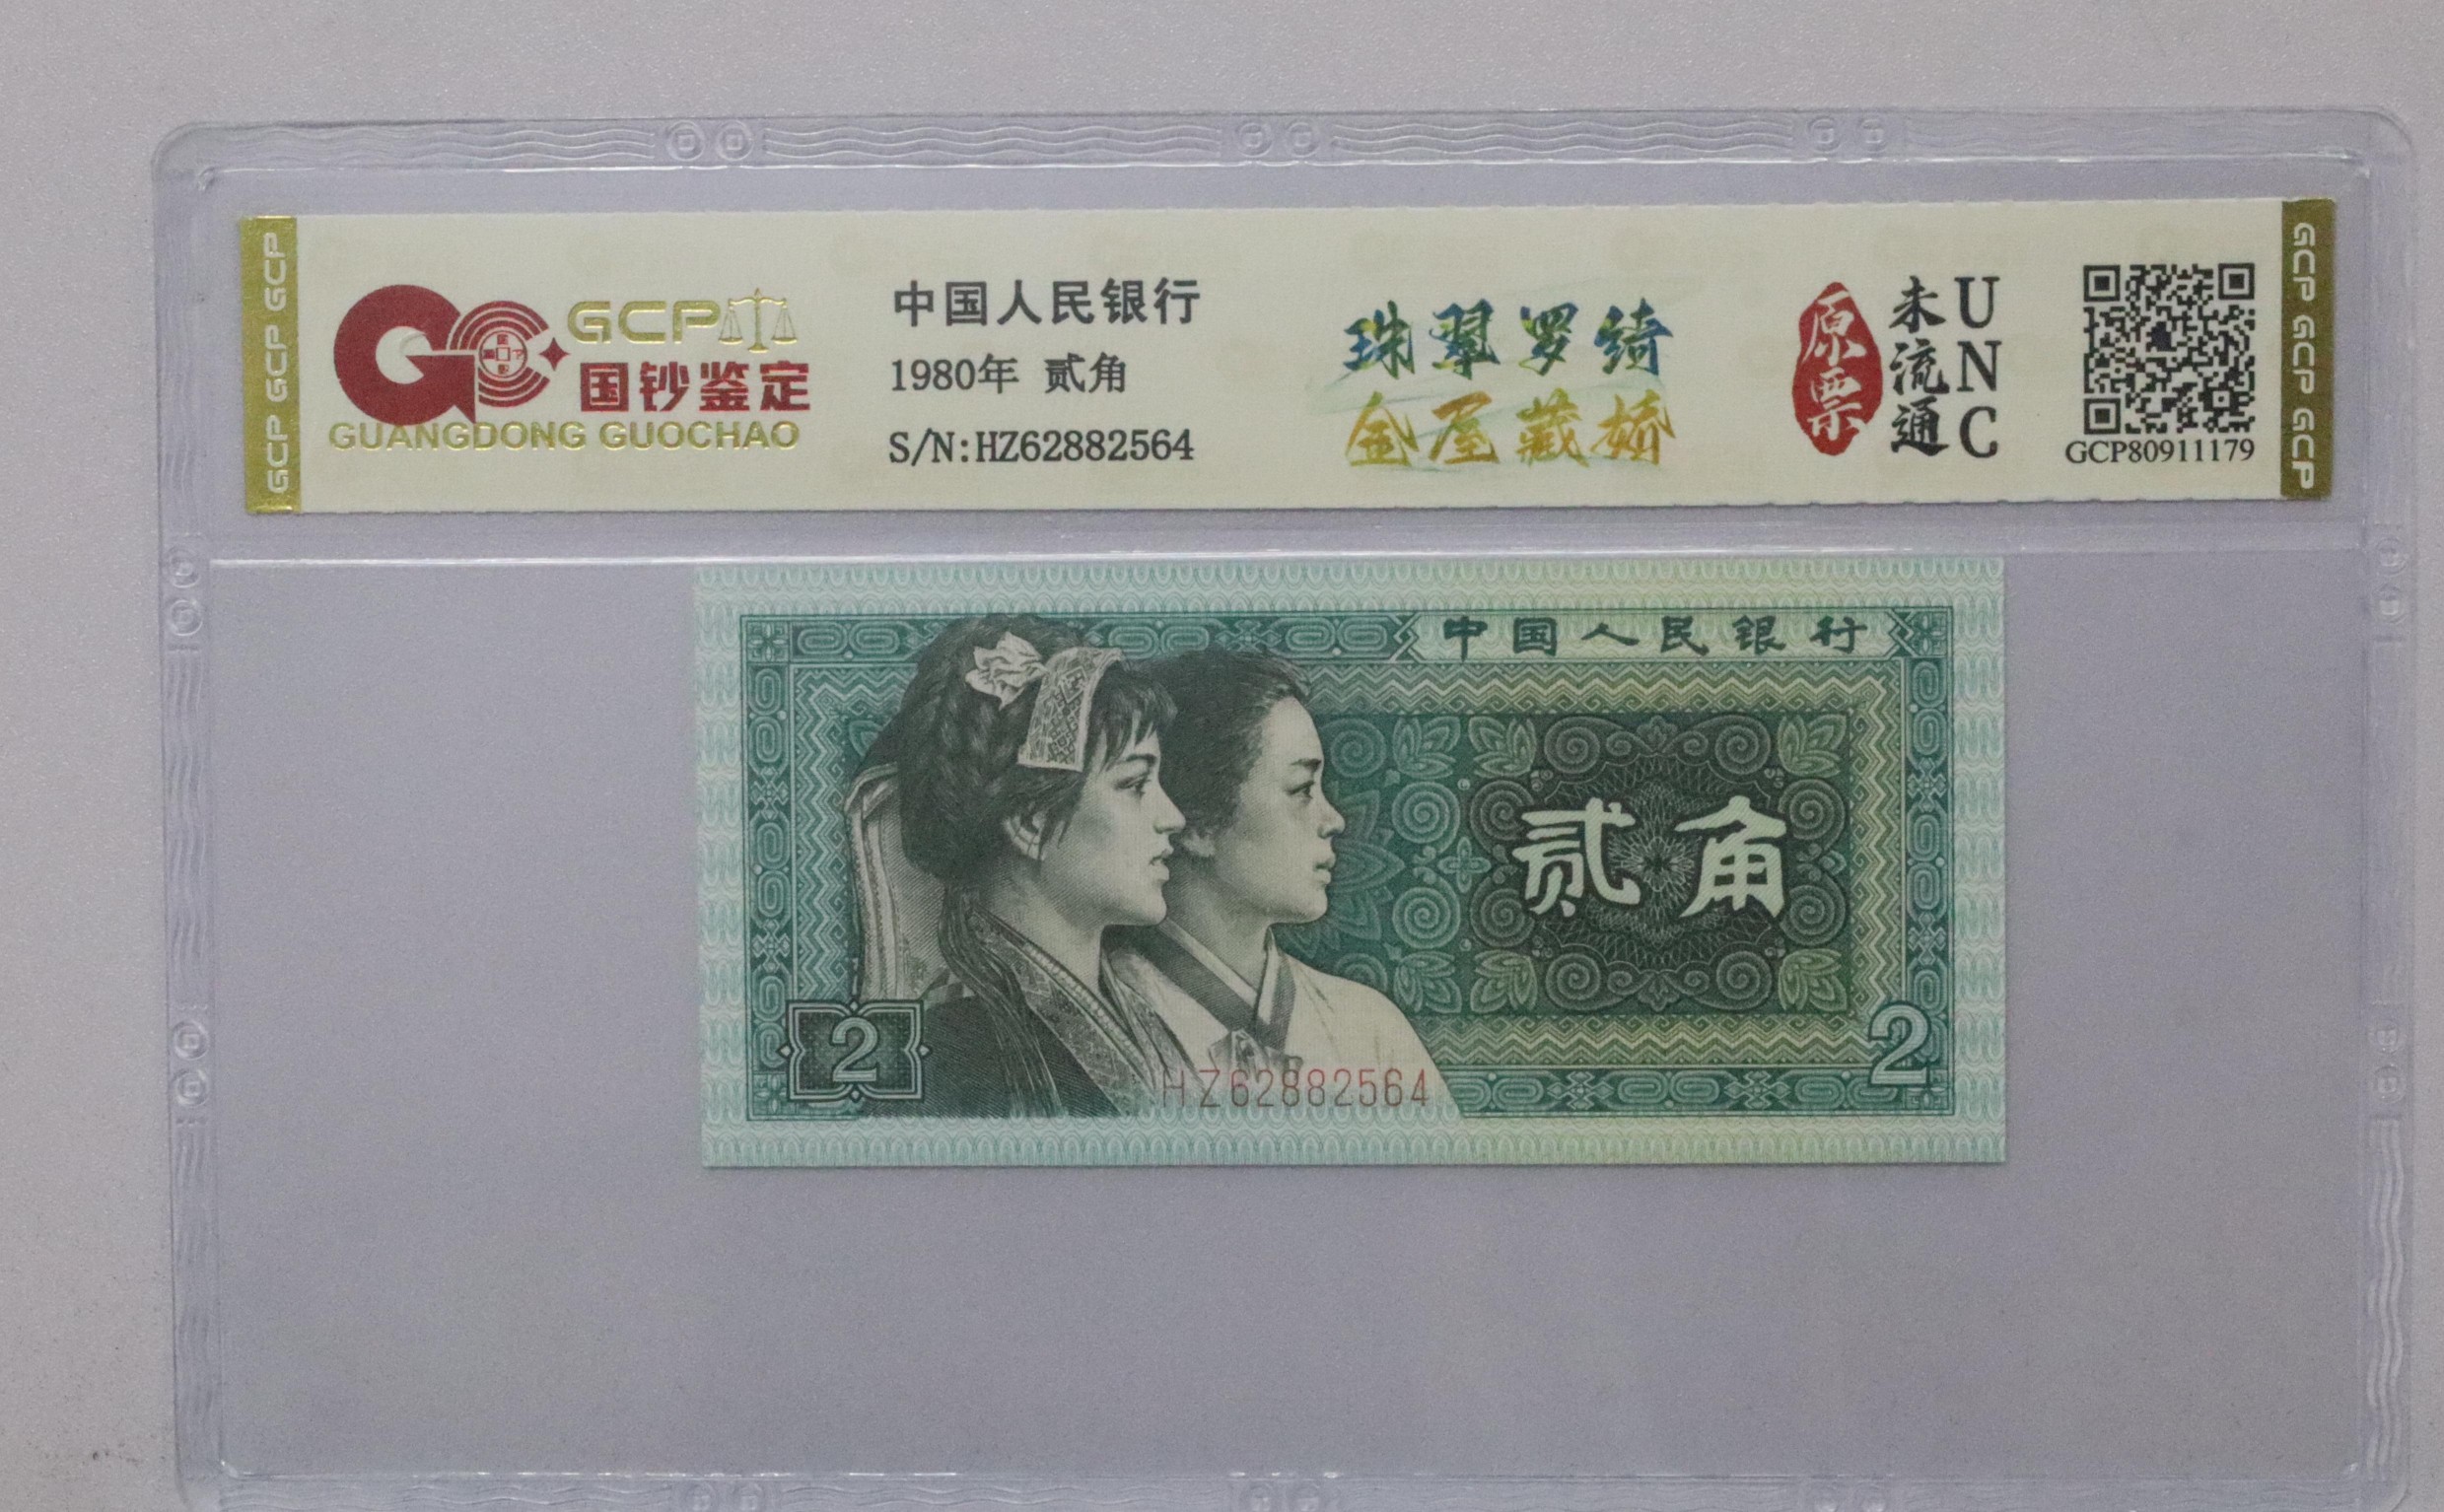 GCP GCP GCP
GCP
国钞鉴定
GUANGDONG GUOCHAO
中国人民银行
1980年 贰角
S/N:HZ62882564
珠翠罗绮
金屋藏娇
原票
未流通
UNC
GCP80911179
GCP GCP GCP
中国人民银行
贰角
2
2
HZ62882564